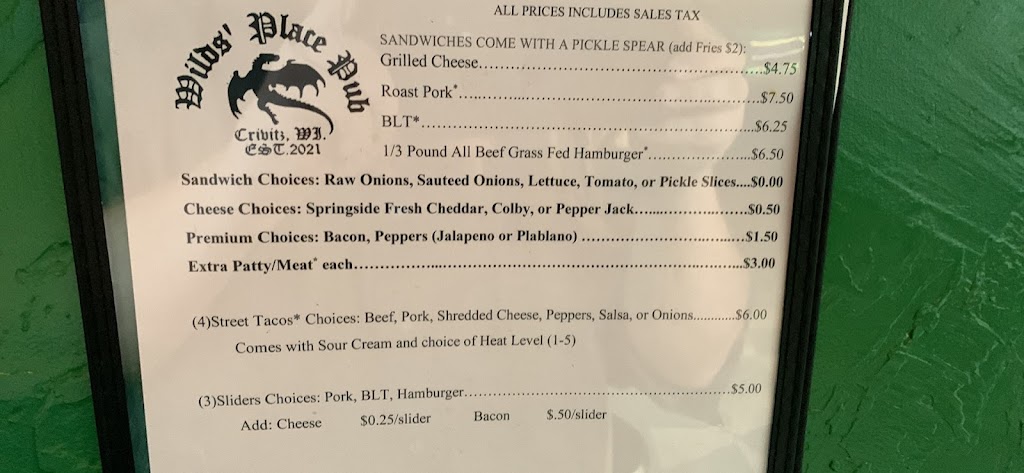 ALL PRICES INCLUDES SALES TAX
Wilds' Place Pub
Crivitz, WI.
EST.2021
SANDWICHES COME WITH A PICKLE SPEAR (add Fries $2):
Grilled Cheese..........................................................$4.75
Roast Pork*..............................................................$7.50
BLT*.......................................................................$6.25
1/3 Pound All Beef Grass Fed Hamburger*......................$6.50
Sandwich Choices: Raw Onions, Sauteed Onions, Lettuce, Tomato, or Pickle Slices....$0.00
Cheese Choices: Springside Fresh Cheddar, Colby, or Pepper Jack.......................$0.50
Premium Choices: Bacon, Peppers (Jalapeno or Plablano) ................................$1.50
Extra Patty/Meat* each...................................................................$3.00
(4)Street Tacos* Choices: Beef, Pork, Shredded Cheese, Peppers, Salsa, or Onions............$6.00
Comes with Sour Cream and choice of Heat Level (1-5)
(3)Sliders Choices: Pork, BLT, Hamburger......................................................$5.00
Add: Cheese $0.25/slider Bacon $.50/slider